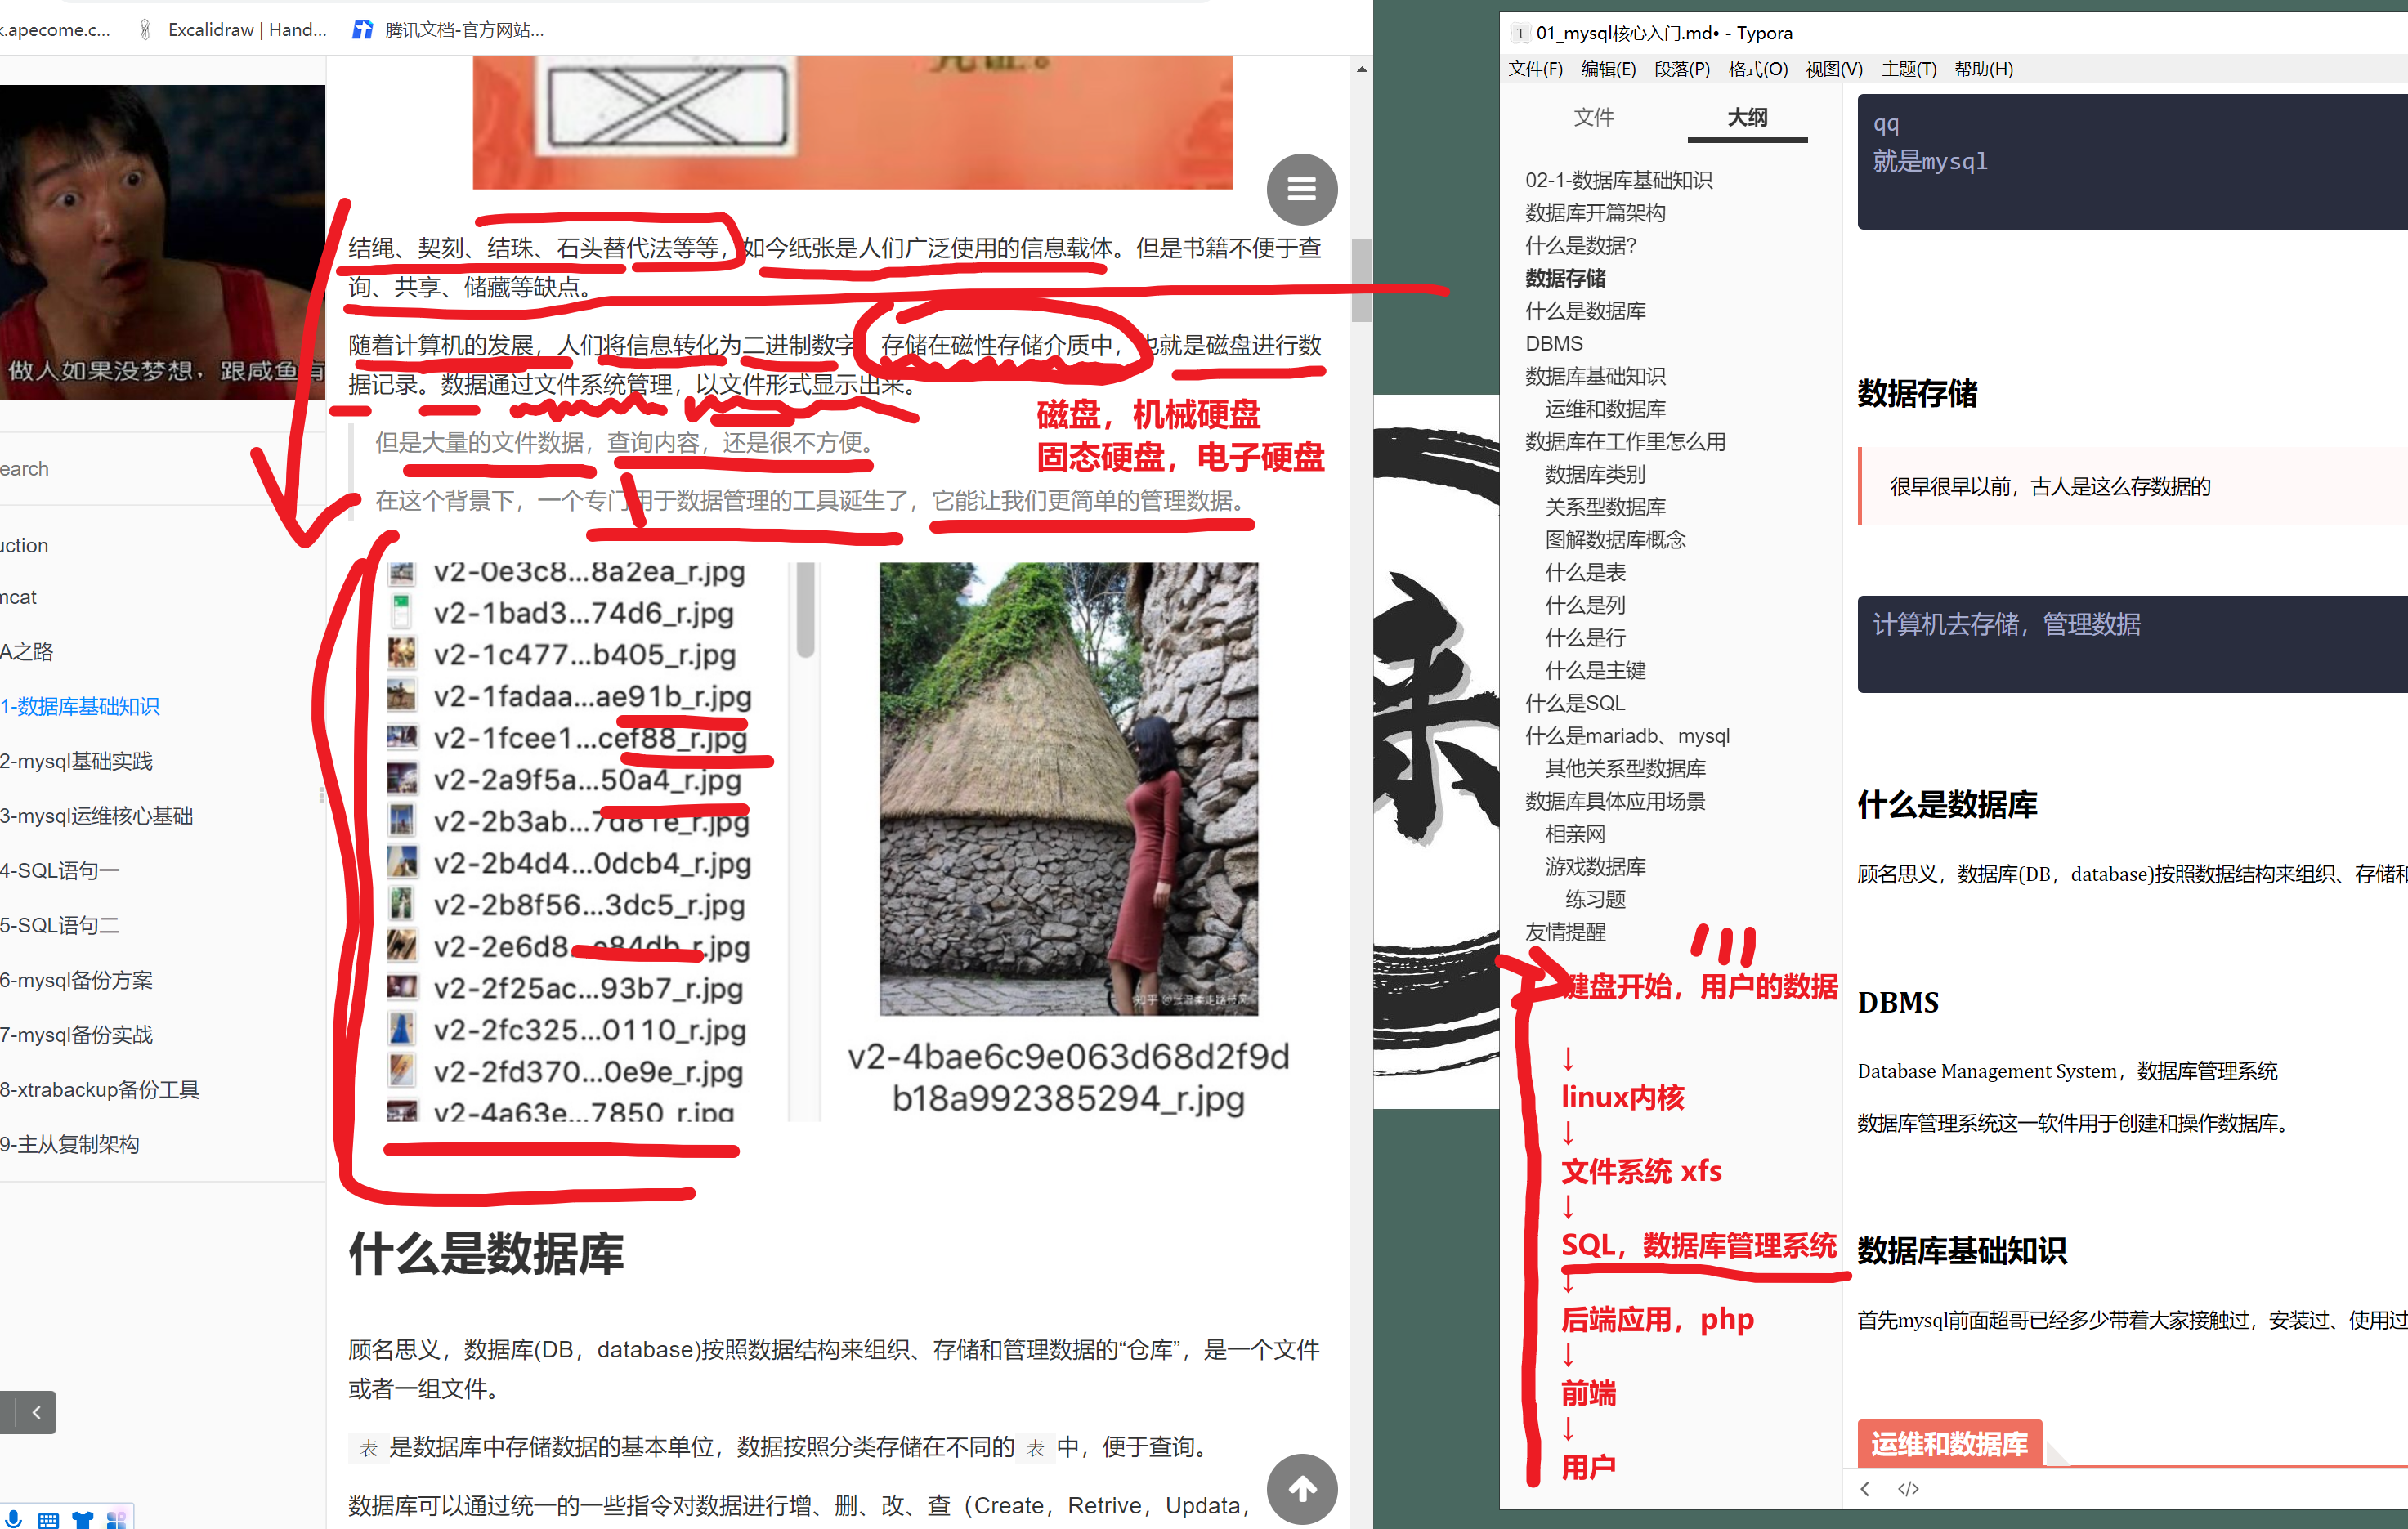 k.apecome.c...
Excalidraw | Hand...
腾讯文档-官方网站...
做人如果没梦想，跟咸鱼有
earch
uction
mcat
A之路
1-数据库基础知识
2-mysql基础实践
3-mysql运维核心基础
4-SQL语句一
5-SQL语句二
6-mysql备份方案
7-mysql备份实战
8-xtrabackup备份工具
9-主从复制架构
结绳、契刻、结珠、石头替代法等等，如今纸张是人们广泛使用的信息载体。但是书籍不便于查
询、共享、储藏等缺点。
随着计算机的发展，人们将信息转化为二进制数字 存储在磁性存储介质中，也就是磁盘进行数
据记录。数据通过文件系统管理，以文件形式显示出来。
磁盘，机械硬盘
固态硬盘，电子硬盘
但是大量的文件数据，查询内容，还是很不方便。
在这个背景下，一个专门用于数据管理的工具诞生了，它能让我们更简单的管理数据。
v2-0e3c8...8a2ea_r.jpg
v2-1bad3...74d6_r.jpg
v2-1c477...b405_r.jpg
v2-1fadaa...ae91b_r.jpg
v2-1fcee1...cef88_r.jpg
v2-2a9f5a...50a4_r.jpg
v2-2b3ab...7d81e_r.jpg
v2-2b4d4...0dcb4_r.jpg
v2-2b8f56...3dc5_r.jpg
v2-2e6d8...e84db_r.jpg
v2-2f25ac...93b7_r.jpg
v2-2fc325...0110_r.jpg
v2-2fd370...0e9e_r.jpg
v2-4a63e...7850_r.jpg
v2-4bae6c9e063d68d2f9d
b18a992385294_r.jpg
什么是数据库
顾名思义，数据库(DB，database)按照数据结构来组织、存储和管理数据的“仓库”，是一个文件
或者一组文件。
表 是数据库中存储数据的基本单位，数据按照分类存储在不同的 表 中，便于查询。
数据库可以通过统一的一些指令对数据进行增、删、改、查（Create，Retrive，Updata，
01_mysql核心入门.md• - Typora
文件(F) 编辑(E) 段落(P) 格式(O) 视图(V) 主题(T) 帮助(H)
文件 大纲
02-1-数据库基础知识
数据库开篇架构
什么是数据？
数据存储
什么是数据库
DBMS
数据库基础知识
运维和数据库
数据库在工作里怎么用
数据库类别
关系型数据库
图解数据库概念
什么是表
什么是列
什么是行
什么是主键
什么是SQL
什么是mariadb、mysql
其他关系型数据库
数据库具体应用场景
相亲网
游戏数据库
练习题
友情提醒
键盘开始，用户的数据
↓
linux内核
↓
文件系统 xfs
↓
SQL，数据库管理系统
↓
后端应用，php
↓
前端
↓
用户
qq
就是mysql
数据存储
很早很早以前，古人是这么存数据的
计算机去存储，管理数据
什么是数据库
顾名思义，数据库(DB，database)按照数据结构来组织、存储和
DBMS
Database Management System，数据库管理系统
数据库管理系统这一软件用于创建和操作数据库。
数据库基础知识
首先mysql前面超哥已经多少带着大家接触过，安装过、使用过
运维和数据库